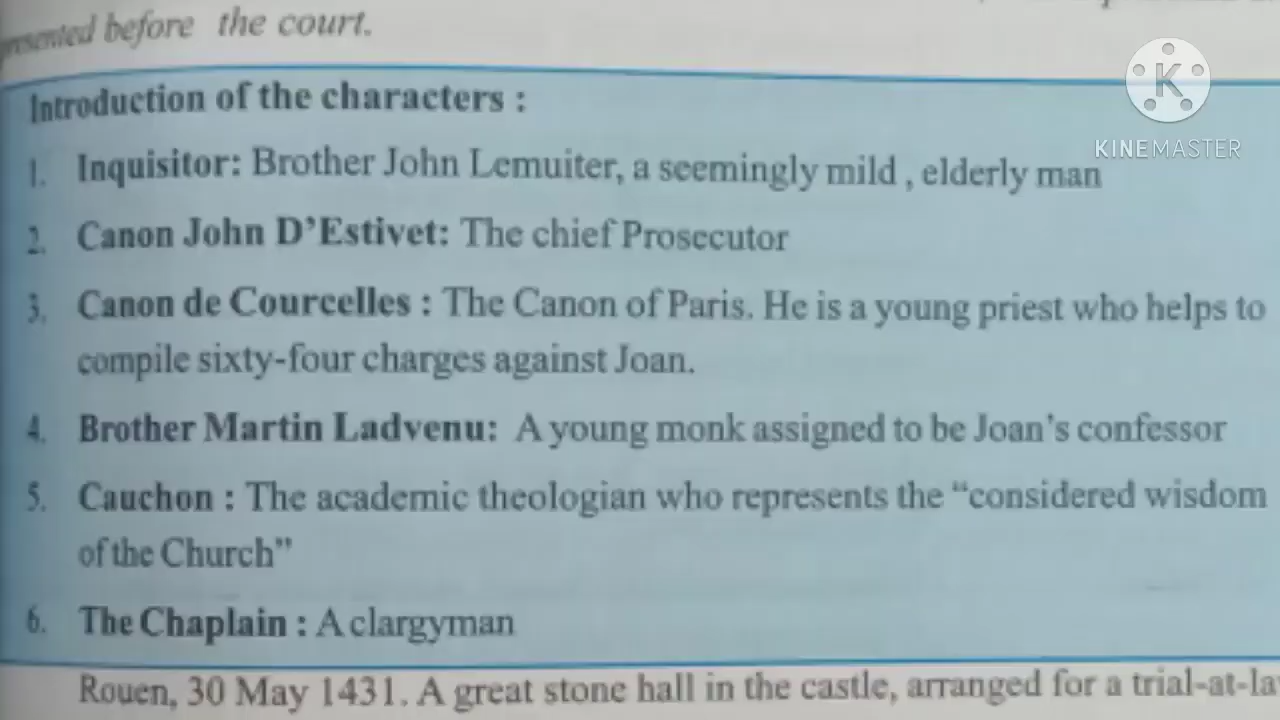 presented before the court.
K
KINEMASTER
Introduction of the characters :
1. Inquisitor: Brother John Lemuiter, a seemingly mild , elderly man
2. Canon John D'Estivet: The chief Prosecutor
3. Canon de Courcelles : The Canon of Paris. He is a young priest who helps to
compile sixty-four charges against Joan.
4. Brother Martin Ladvenu: A young monk assigned to be Joan's confessor
5. Cauchon : The academic theologian who represents the “considered wisdom
of the Church”
6. The Chaplain : A clargyman
Rouen, 30 May 1431. A great stone hall in the castle, arranged for a trial-at-la